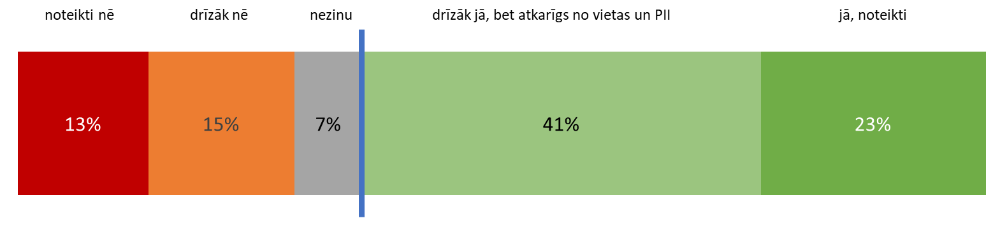 noteikti nē drīzāk nē nezinu drīzāk jā, bet atkarīgs no vietas un PII jā, noteikti
13% 15% 7% 41% 23%